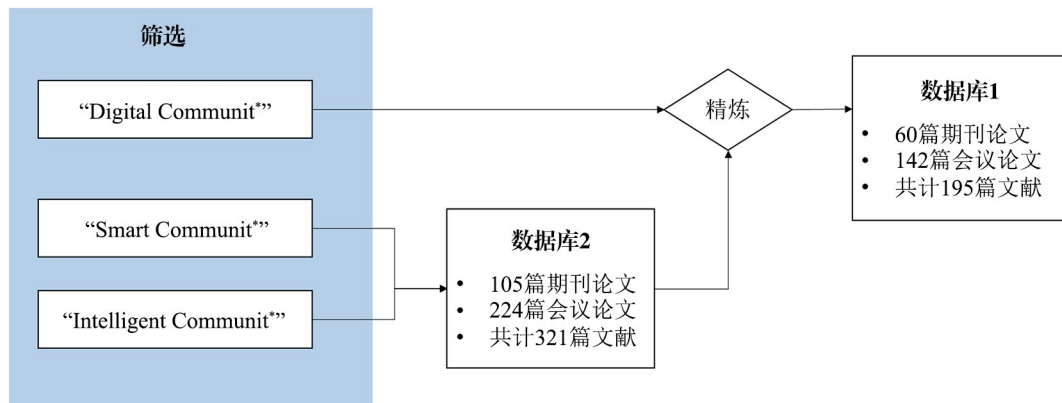 筛选
“Digital Communit*”
“Smart Communit*”
“Intelligent Communit*”
数据库2
• 105篇期刊论文
• 224篇会议论文
• 共计321篇文献
精炼
数据库1
• 60篇期刊论文
• 142篇会议论文
• 共计195篇文献